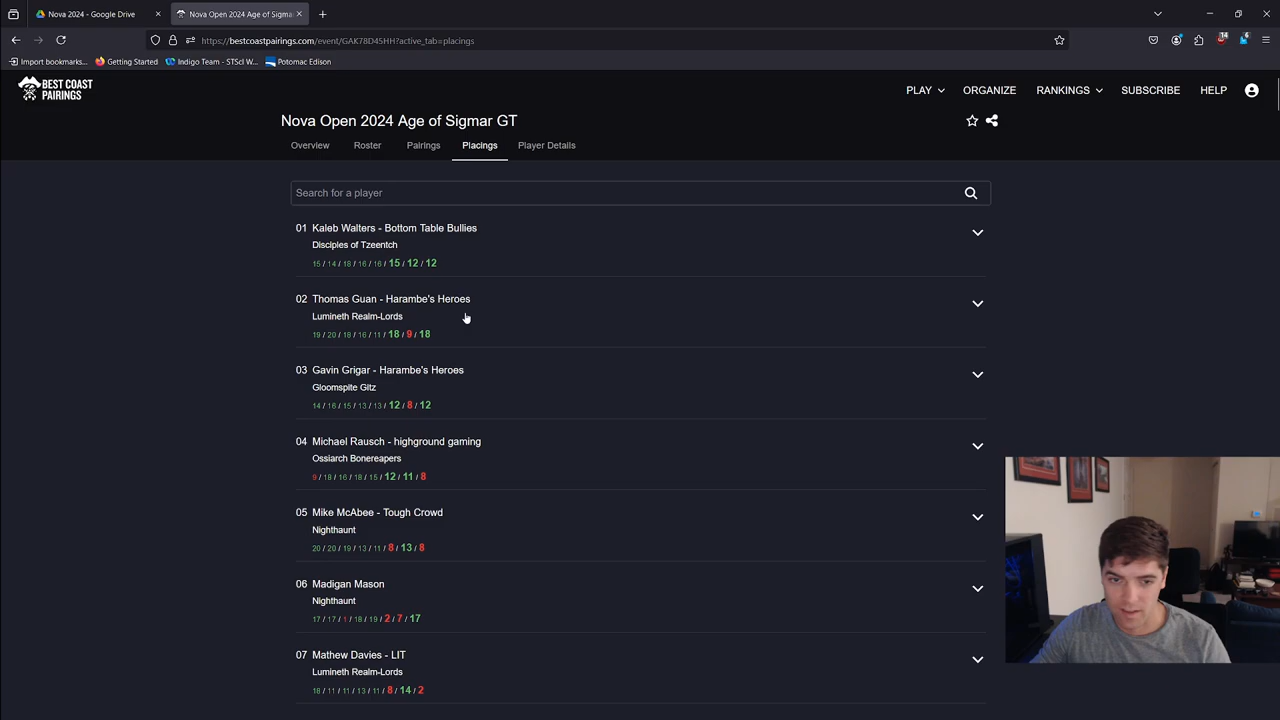 Nova 2024 - Google Drive
Nova Open 2024 Age of Sigmar
https://bestcoastpairings.com/event/GAK78D45HH?active_tab=placings
14
6
Import bookmarks...
Getting Started
Indigo Team - STScI W...
Potomac Edison
BEST COAST
PAIRINGS
PLAY
ORGANIZE
RANKINGS
SUBSCRIBE
HELP
Nova Open 2024 Age of Sigmar GT
Overview
Roster
Pairings
Placings
Player Details
Search for a player
01 Kaleb Walters - Bottom Table Bullies
Disciples of Tzeentch
15 / 14 / 18 / 16 / 16 / 15 / 12 / 12
02 Thomas Guan - Harambe's Heroes
Lumineth Realm-Lords
19 / 20 / 18 / 16 / 11 / 18 / 9 / 18
03 Gavin Grigar - Harambe's Heroes
Gloomspite Gitz
14 / 16 / 15 / 13 / 13 / 12 / 8 / 12
04 Michael Rausch - highground gaming
Ossiarch Bonereapers
9 / 18 / 16 / 18 / 15 / 12 / 11 / 8
05 Mike McAbee - Tough Crowd
Nighthaunt
20 / 20 / 19 / 13 / 11 / 8 / 13 / 8
06 Madigan Mason
Nighthaunt
17 / 17 / 1 / 18 / 19 / 2 / 7 / 17
07 Mathew Davies - LIT
Lumineth Realm-Lords
18 / 11 / 11 / 13 / 11 / 8 / 14 / 2